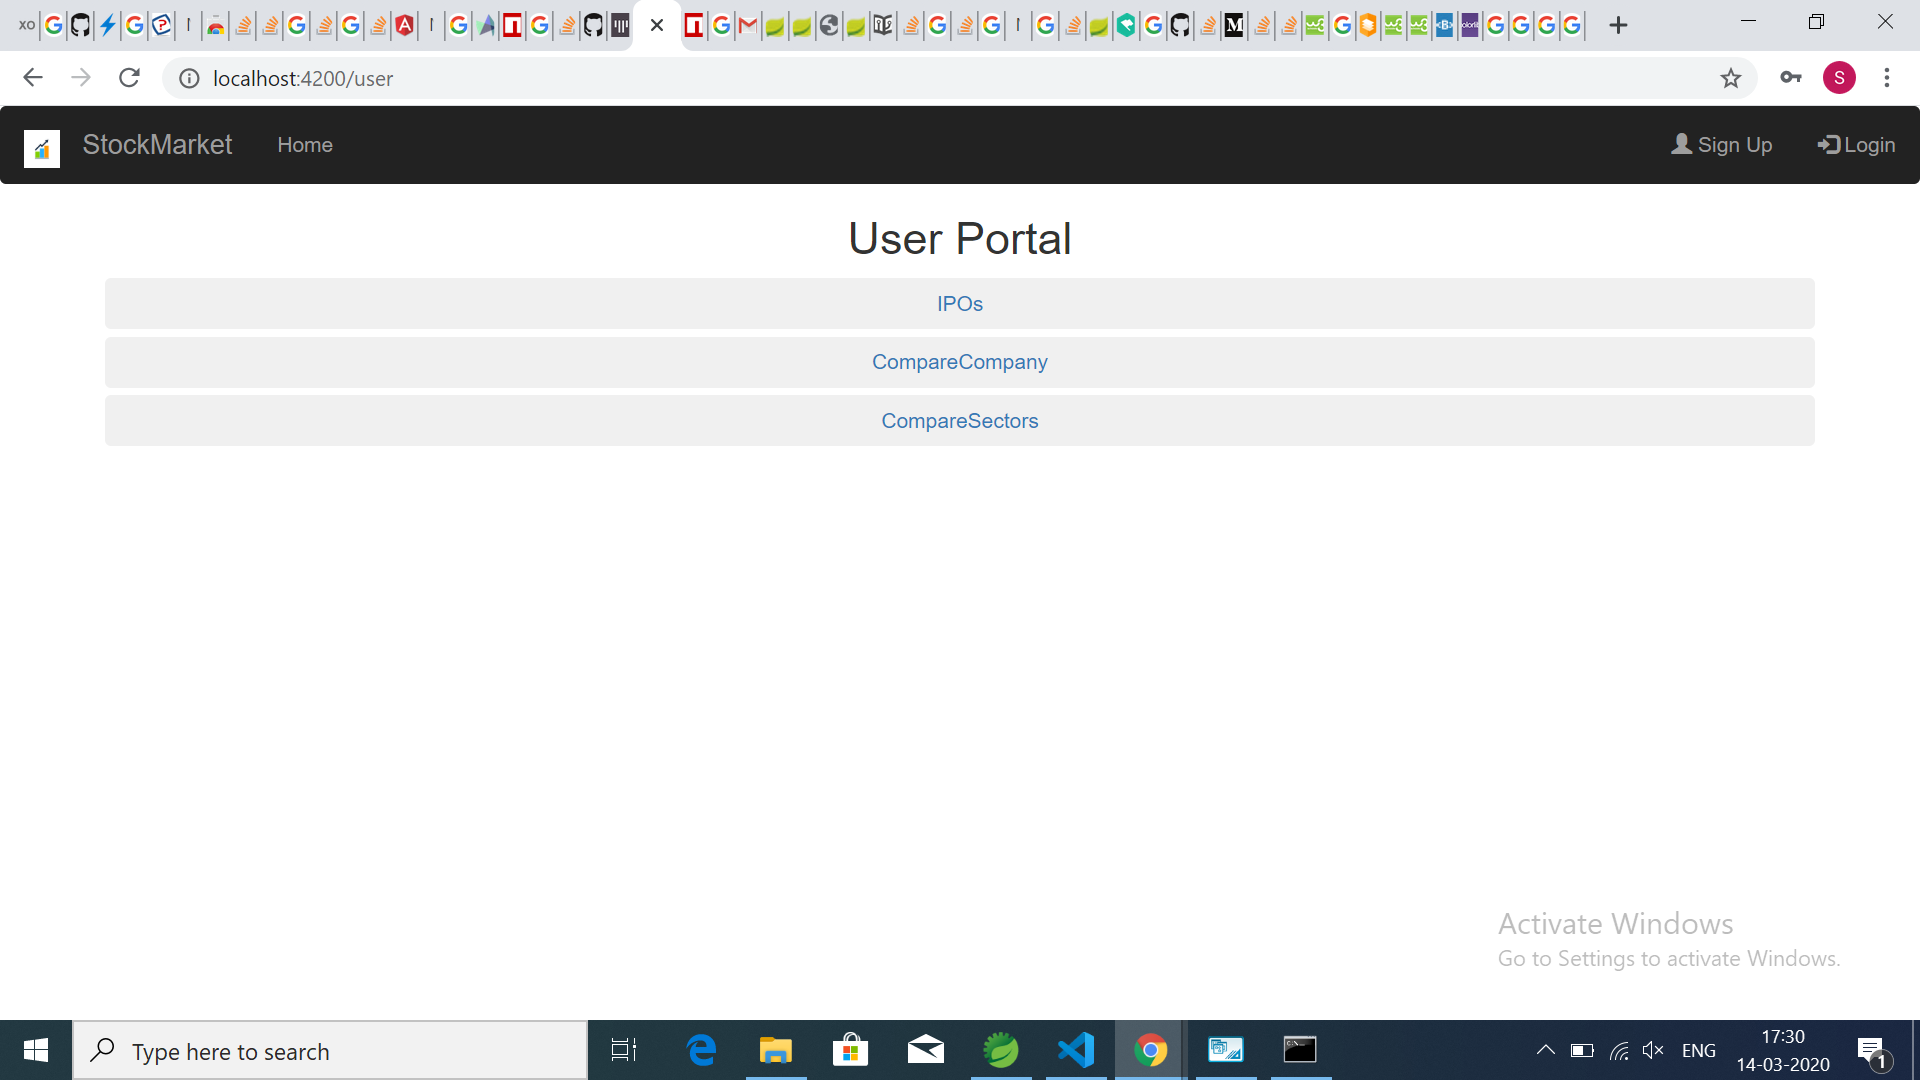 localhost:4200/user
S
StockMarket
Home
Sign Up
Login
User Portal
IPOs
CompareCompany
CompareSectors
Activate Windows
Go to Settings to activate Windows.
Type here to search
ENG
17:30
14-03-2020
1